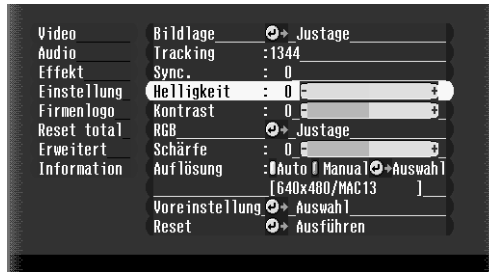 Video
Audio
Effekt
Einstellung
Firmenlogo
Reset total
Erweitert
Information
Bildlage Justage
Tracking :1344
Sync. : 0
Helligkeit : 0 - +
Kontrast : 0 - +
RGB Justage
Schärfe : 0 - +
Auflösung : Auto Manual Auswahl
[640x480/MAC13 ]
Voreinstellung Auswahl
Reset Ausführen